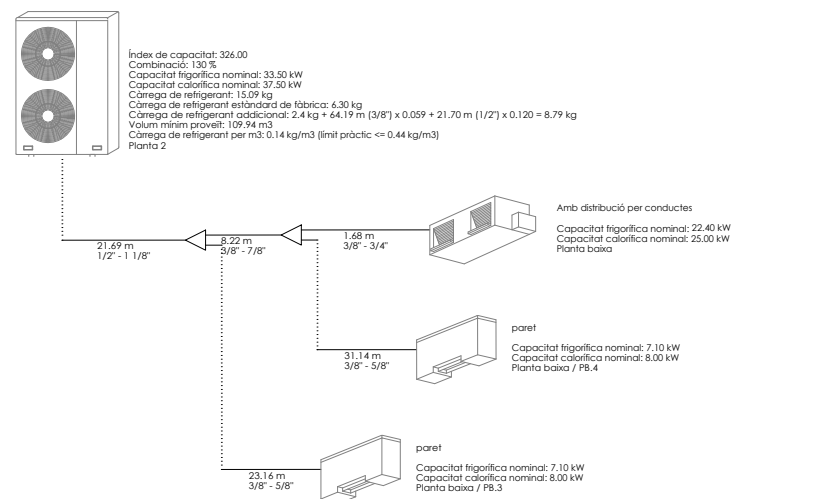 Índex de capacitat: 326.00
Combinació: 130 %
Capacitat frigorífica nominal: 33.50 kW
Capacitat calorífica nominal: 37.50 kW
Càrrega de refrigerant: 15.09 kg
Càrrega de refrigerant estàndard de fàbrica: 6.30 kg
Càrrega de refrigerant addicional: 2.4 kg + 64.19 m (3/8") x 0.059 + 21.70 m (1/2") x 0.120 = 8.79 kg
Volum mínim proveït: 109.94 m3
Càrrega de refrigerant per m3: 0.14 kg/m3 (límit pràctic <= 0.44 kg/m3)
Planta 2
21.69 m
1/2" - 1 1/8"
8.22 m
3/8" - 7/8"
1.68 m
3/8" - 3/4"
Amb distribució per conductes
Capacitat frigorífica nominal: 22.40 kW
Capacitat calorífica nominal: 25.00 kW
Planta baixa
31.14 m
3/8" - 5/8"
paret
Capacitat frigorífica nominal: 7.10 kW
Capacitat calorífica nominal: 8.00 kW
Planta baixa / PB.4
23.16 m
3/8" - 5/8"
paret
Capacitat frigorífica nominal: 7.10 kW
Capacitat calorífica nominal: 8.00 kW
Planta baixa / PB.3